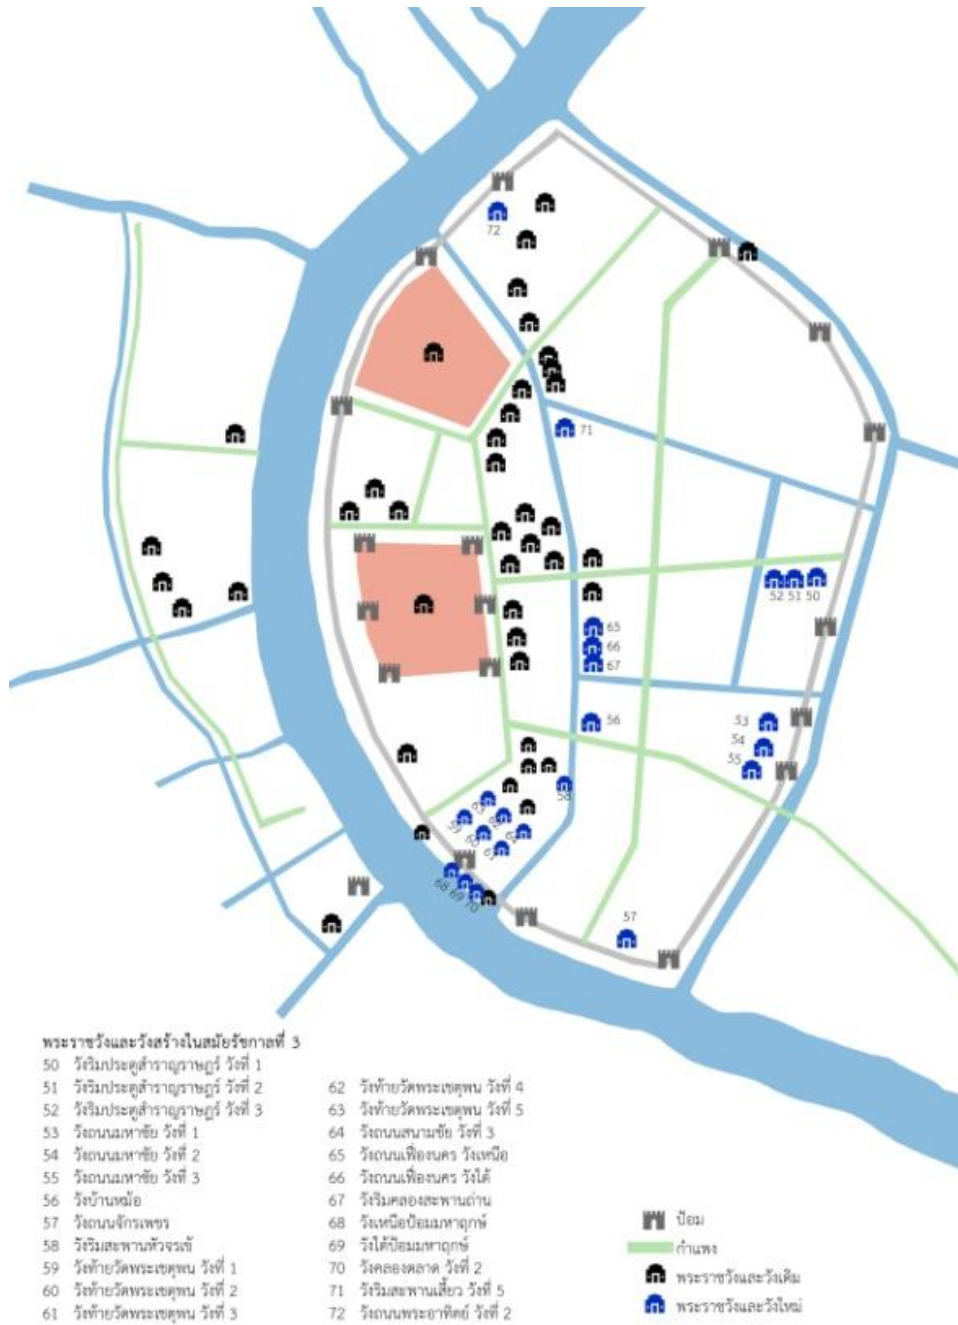 72
71
52 51 50
65
66
67
56
53
54
55
58
63
62
59
60
64
61
68 69 70
57
พระราชวังและวังสร้างในสมัยรัชกาลที่ 3
50 วังริมประตูสำราญราษฎร์ วังที่ 1
51 วังริมประตูสำราญราษฎร์ วังที่ 2
52 วังริมประตูสำราญราษฎร์ วังที่ 3
53 วังถนนมหาชัย วังที่ 1
54 วังถนนมหาชัย วังที่ 2
55 วังถนนมหาชัย วังที่ 3
56 วังบ้านหม้อ
57 วังถนนจักรเพชร
58 วังริมสะพานหัวจรเข้
59 วังท้ายวัดพระเชตุพน วังที่ 1
60 วังท้ายวัดพระเชตุพน วังที่ 2
61 วังท้ายวัดพระเชตุพน วังที่ 3
62 วังท้ายวัดพระเชตุพน วังที่ 4
63 วังท้ายวัดพระเชตุพน วังที่ 5
64 วังถนนสนามชัย วังที่ 3
65 วังถนนเฟื่องนคร วังเหนือ
66 วังถนนเฟื่องนคร วังใต้
67 วังริมคลองสะพานถ่าน
68 วังเหนือป้อมมหาฤกษ์
69 วังใต้ป้อมมหาฤกษ์
70 วังคลองตลาด วังที่ 2
71 วังริมสะพานเสี้ยว วังที่ 5
72 วังถนนพระอาทิตย์ วังที่ 2
ป้อม
กำแพง
พระราชวังและวังเดิม
พระราชวังและวังใหม่